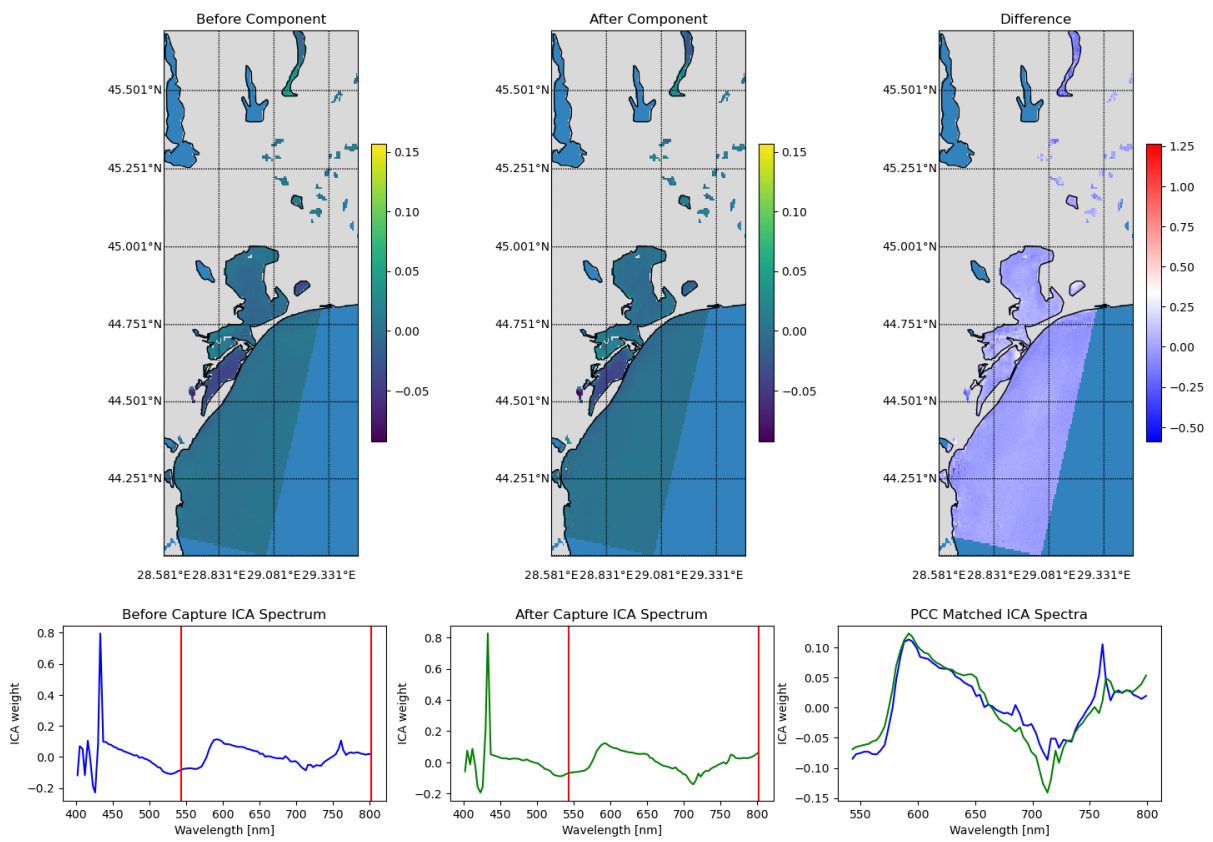 Before Component
After Component
Difference
45.501°N
45.251°N
45.001°N
44.751°N
44.501°N
44.251°N
28.581°E 28.831°E 29.081°E 29.331°E
0.15
0.10
0.05
0.00
−0.05
45.501°N
45.251°N
45.001°N
44.751°N
44.501°N
44.251°N
28.581°E 28.831°E 29.081°E 29.331°E
0.15
0.10
0.05
0.00
−0.05
45.501°N
45.251°N
45.001°N
44.751°N
44.501°N
44.251°N
28.581°E 28.831°E 29.081°E 29.331°E
1.25
1.00
0.75
0.50
0.25
0.00
−0.25
−0.50
Before Capture ICA Spectrum
ICA weight
0.8
0.6
0.4
0.2
0.0
−0.2
400 450 500 550 600 650 700 750 800
Wavelength [nm]
After Capture ICA Spectrum
ICA weight
0.8
0.6
0.4
0.2
0.0
−0.2
400 450 500 550 600 650 700 750 800
Wavelength [nm]
PCC Matched ICA Spectra
ICA weight
0.10
0.05
0.00
−0.05
−0.10
−0.15
550 600 650 700 750 800
Wavelength [nm]